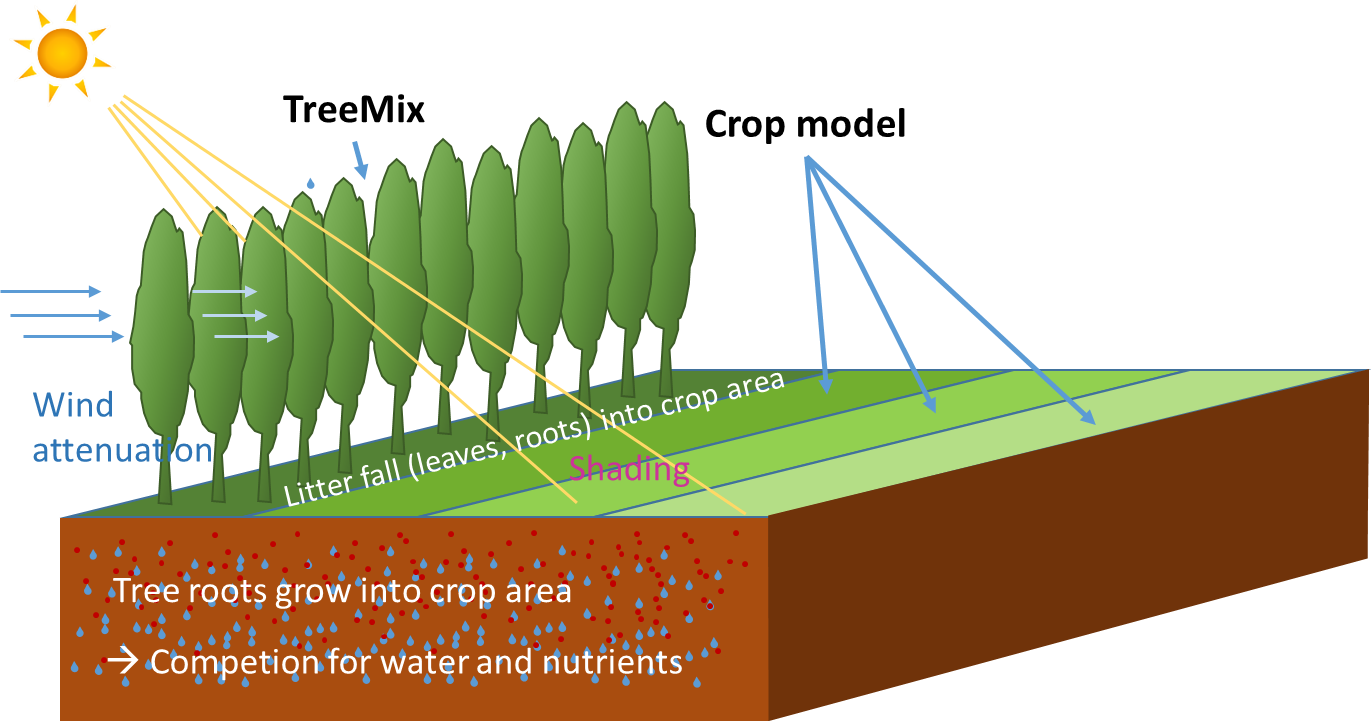 TreeMix
Crop model
Wind
attenuation
Litter fall (leaves, roots) into crop area
Shading
Tree roots grow into crop area
→ Competion for water and nutrients